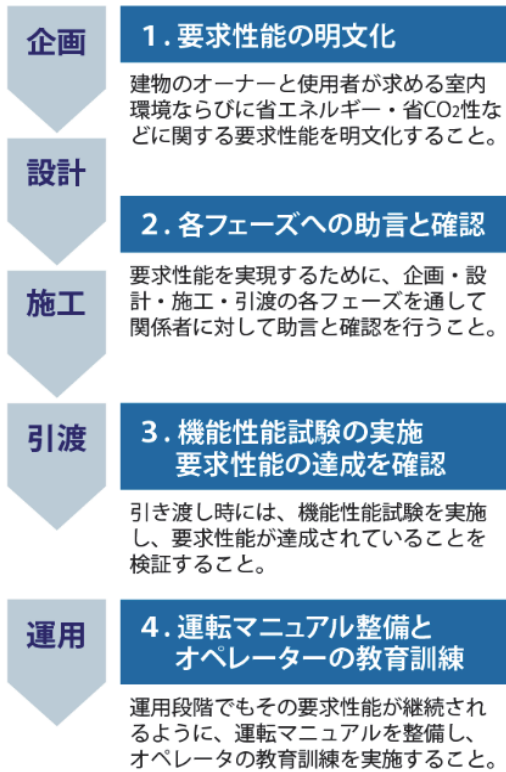 企画
1. 要求性能の明文化
建物のオーナーと使用者が求める室内
環境ならびに省エネルギー・省CO2性な
どに関する要求性能を明文化すること。
設計
2. 各フェーズへの助言と確認
要求性能を実現するために、企画・設
計・施工・引渡の各フェーズを通して
関係者に対して助言と確認を行うこと。
施工
引渡
3. 機能性能試験の実施
要求性能の達成を確認
引き渡し時には、機能性能試験を実施
し、要求性能が達成されていることを
検証すること。
運用
4. 運転マニュアル整備と
オペレーターの教育訓練
運用段階でもその要求性能が継続され
るように、運転マニュアルを整備し、
オペレータの教育訓練を実施すること。